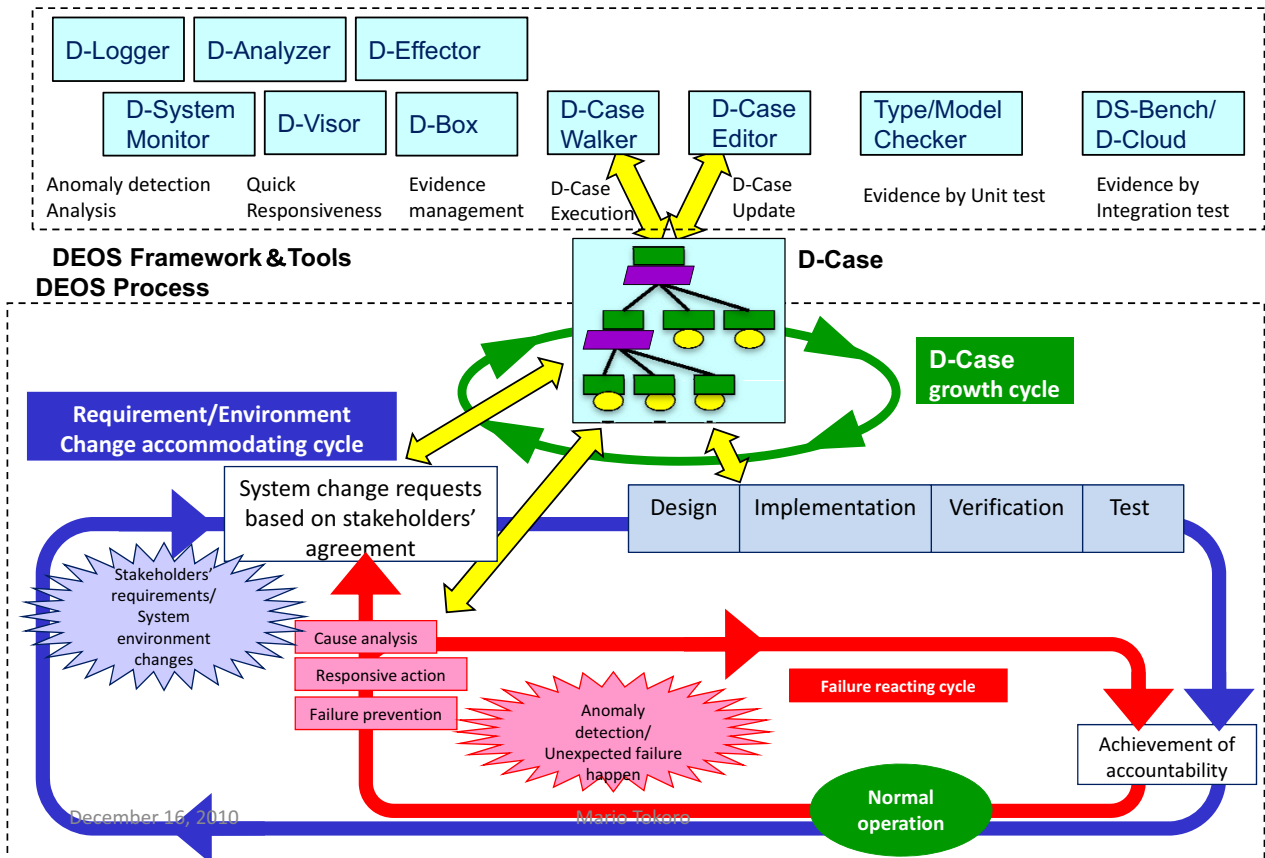 D-Logger
D-Analyzer
D-Effector
D-System
Monitor
D-Visor
D-Box
D-Case
Walker
D-Case
Editor
Type/Model
Checker
DS-Bench/
D-Cloud
Anomaly detection
Analysis
Quick
Responsiveness
Evidence
management
D-Case
Execution
D-Case
Update
Evidence by Unit test
Evidence by
Integration test
DEOS Framework &Tools
DEOS Process
D-Case
D-Case
growth cycle
Requirement/Environment
Change accommodating cycle
System change requests
based on stakeholders’
agreement
Design
Implementation
Verification
Test
Stakeholders’
requirements/
System
environment
changes
Cause analysis
Responsive action
Failure prevention
Anomaly
detection/
Unexpected failure
happen
Failure reacting cycle
Achievement of
accountability
Normal
operation
December 16, 2010
Mario Tokoro